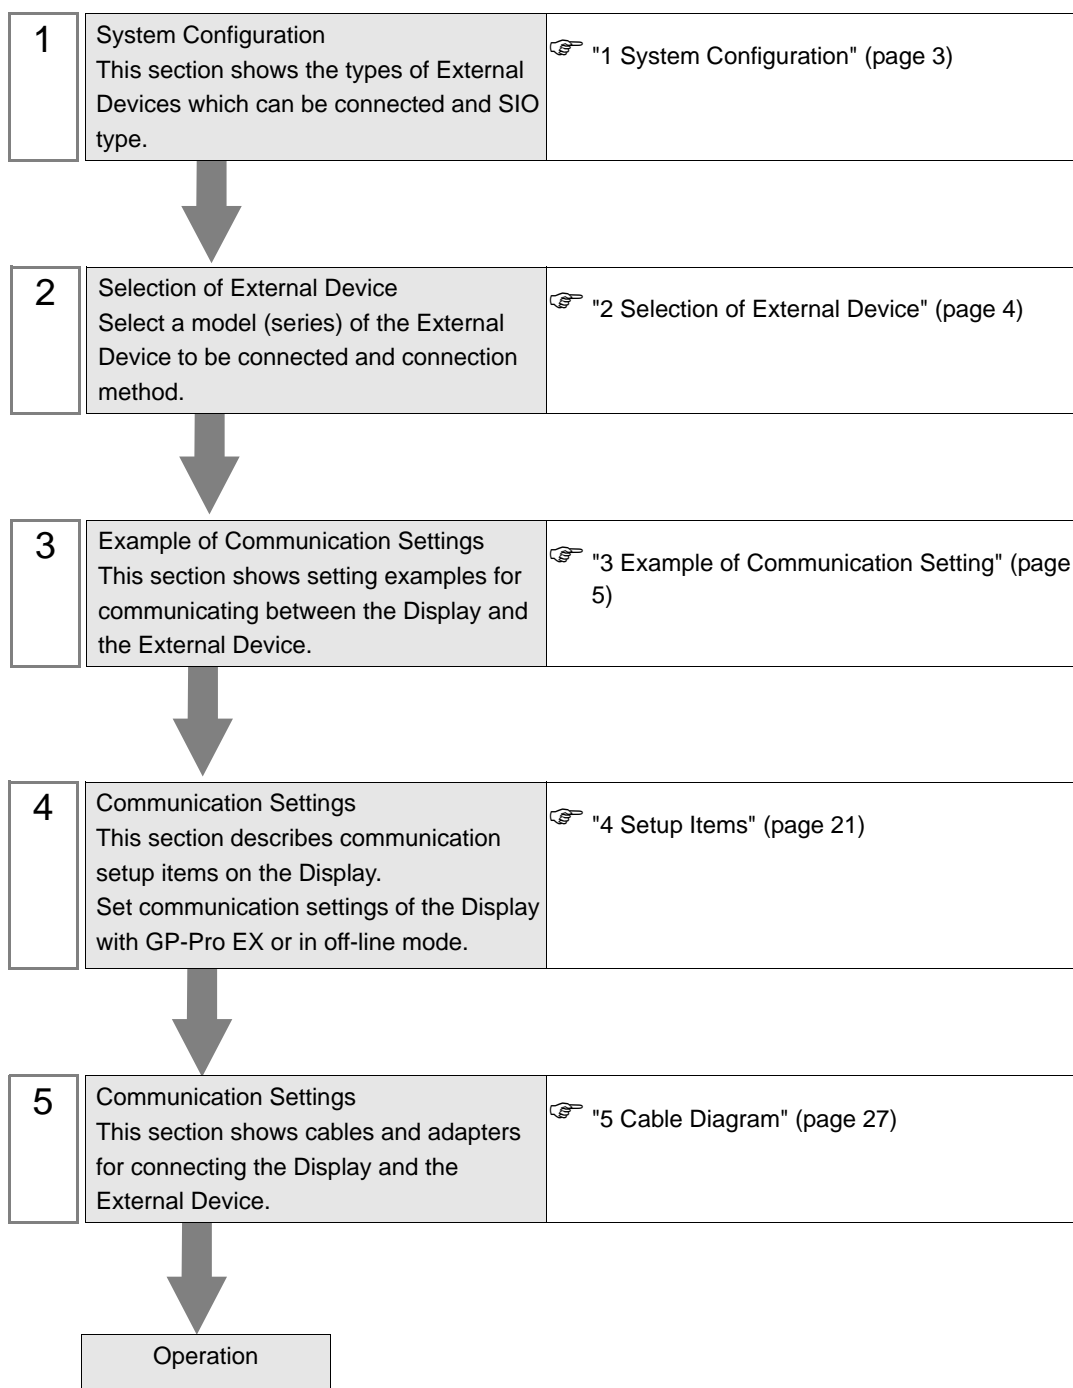 1
System Configuration
This section shows the types of External
Devices which can be connected and SIO
type.
"1 System Configuration" (page 3)
2
Selection of External Device
Select a model (series) of the External
Device to be connected and connection
method.
"2 Selection of External Device" (page 4)
3
Example of Communication Settings
This section shows setting examples for
communicating between the Display and
the External Device.
"3 Example of Communication Setting" (page
5)
4
Communication Settings
This section describes communication
setup items on the Display.
Set communication settings of the Display
with GP-Pro EX or in off-line mode.
"4 Setup Items" (page 21)
5
Communication Settings
This section shows cables and adapters
for connecting the Display and the
External Device.
"5 Cable Diagram" (page 27)
Operation